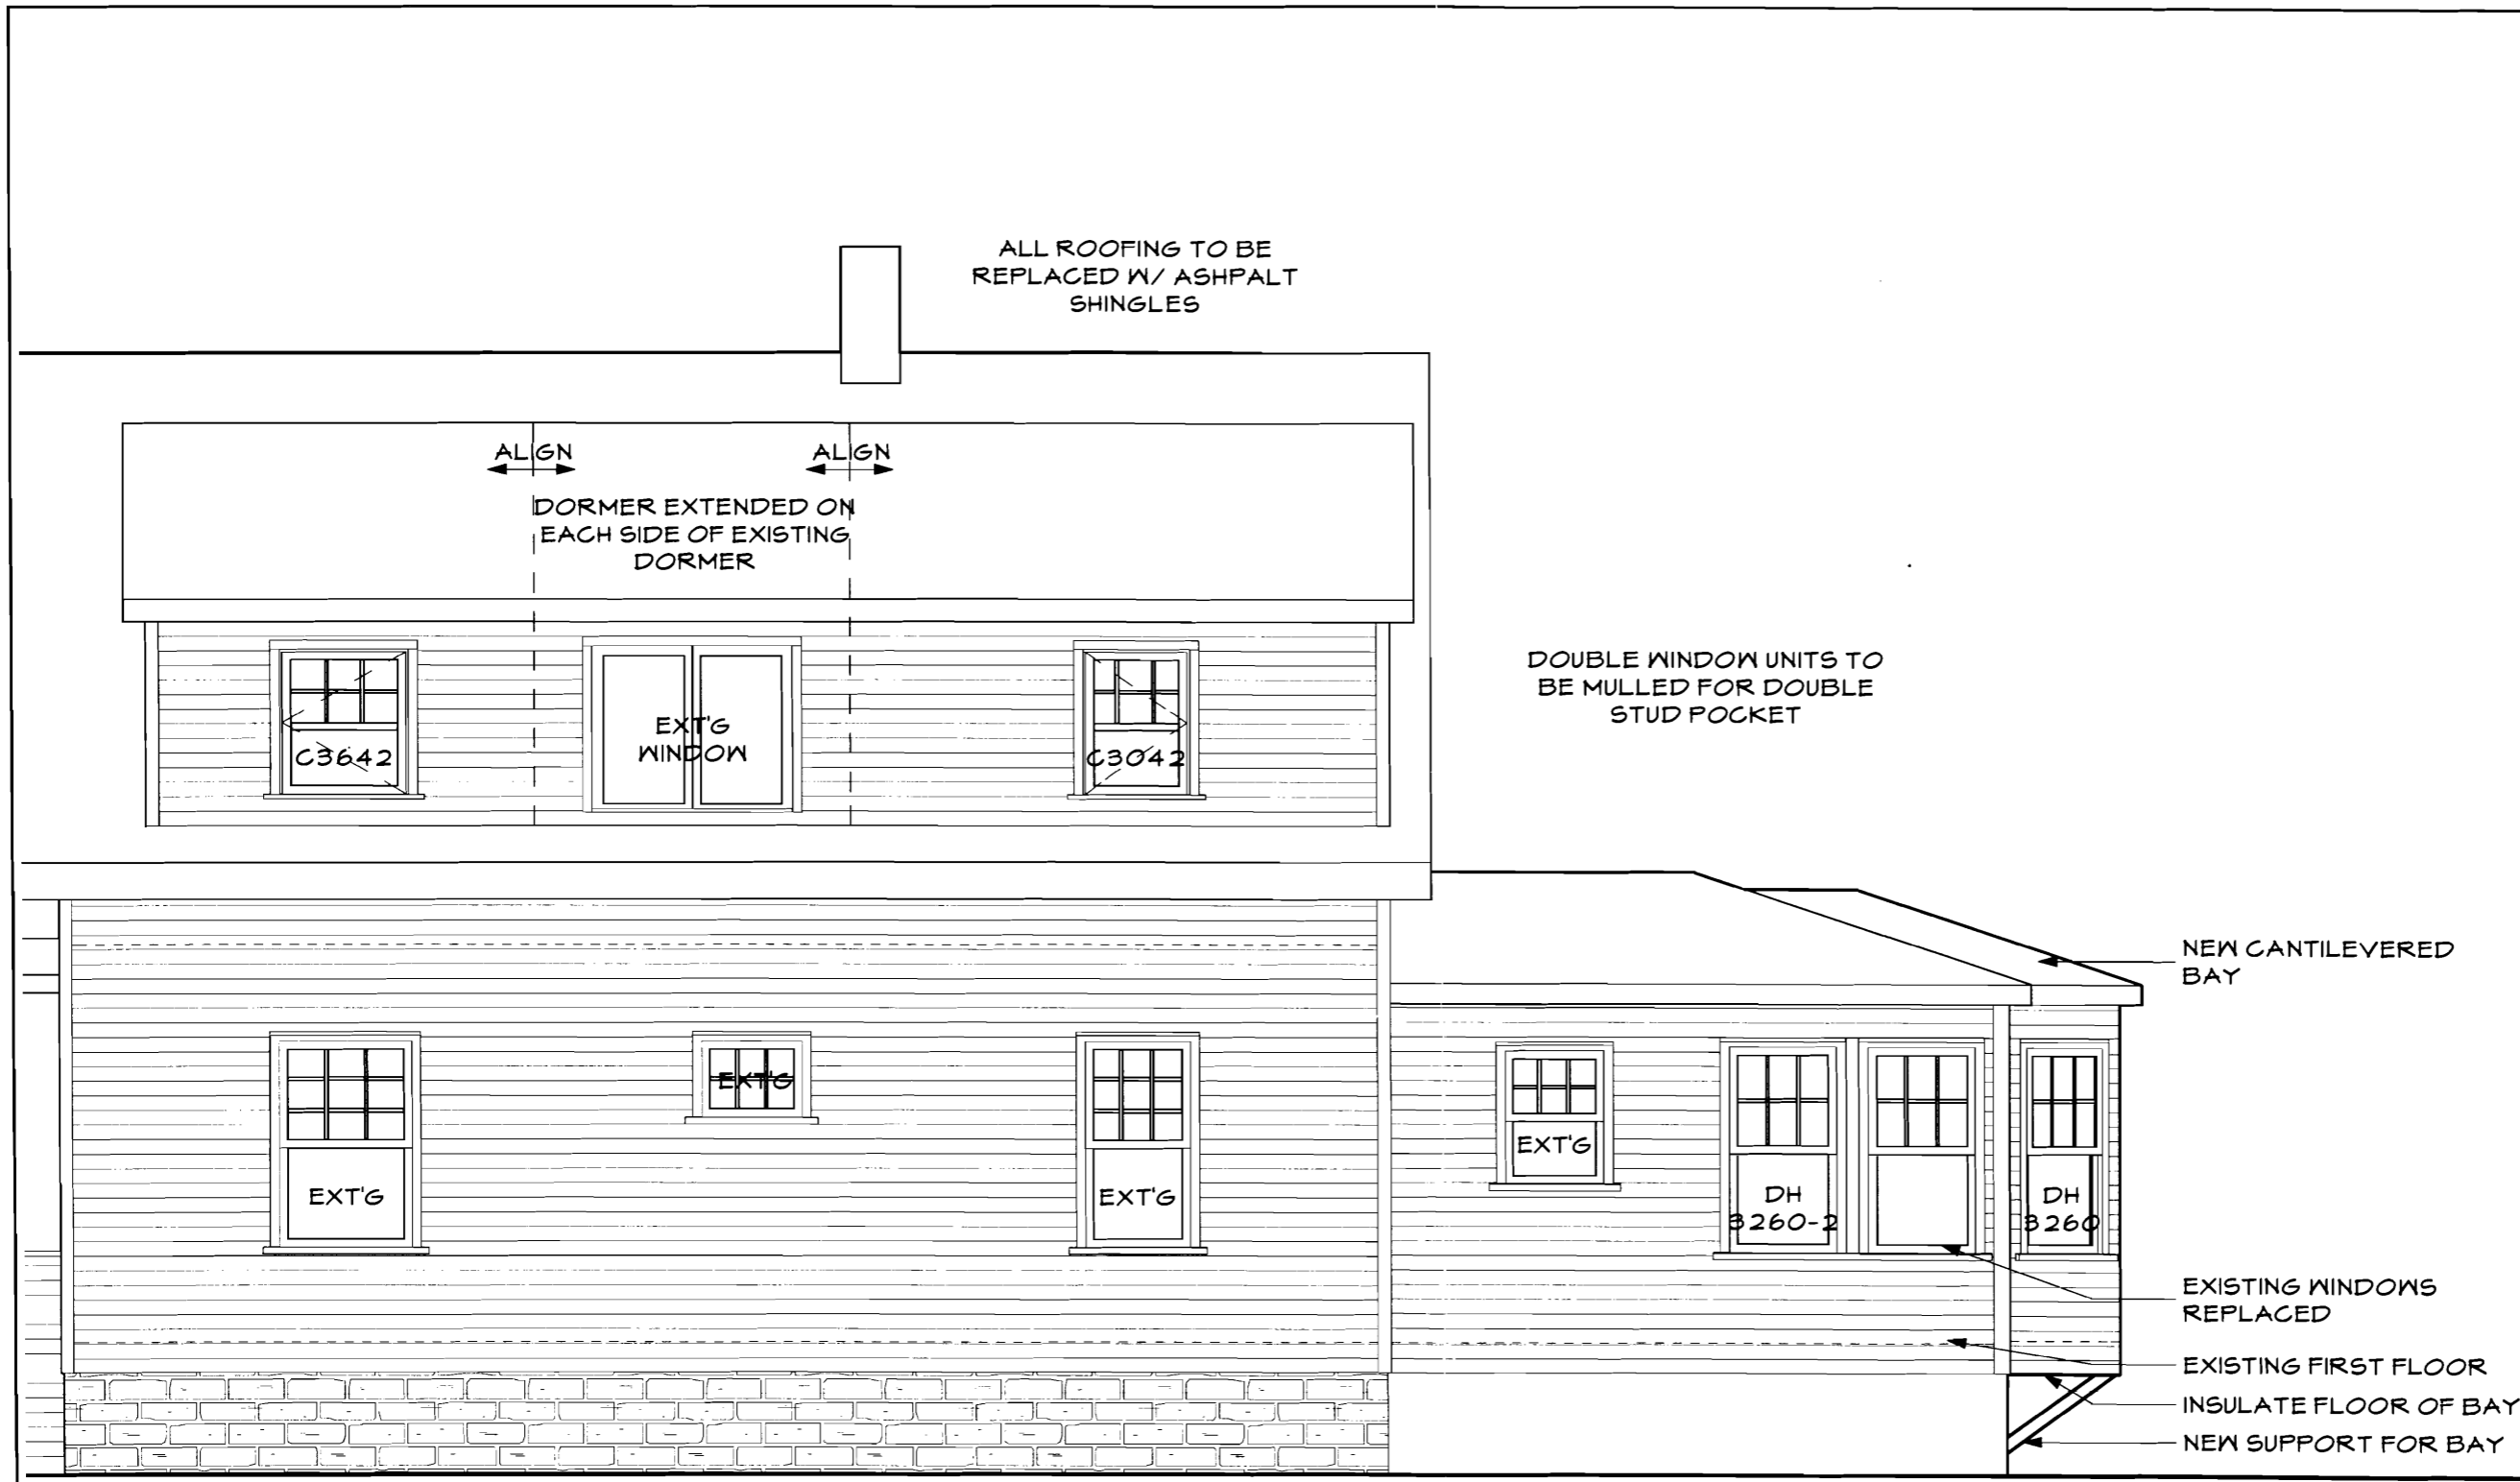 ALL ROOFING TO BE
REPLACED W/ ASHPALT
SHINGLES
ALIGN
ALIGN
DORMER EXTENDED ON
EACH SIDE OF EXISTING
DORMER
C3642
EXT'G
WINDOW
C3042
DOUBLE WINDOW UNITS TO
BE MULLED FOR DOUBLE
STUD POCKET
NEW CANTILEVERED
BAY
EXT'G
EXT'G
EXT'G
EXT'G
DH
3260-2
DH
3260
EXISTING WINDOWS
REPLACED
EXISTING FIRST FLOOR
INSULATE FLOOR OF BAY
NEW SUPPORT FOR BAY